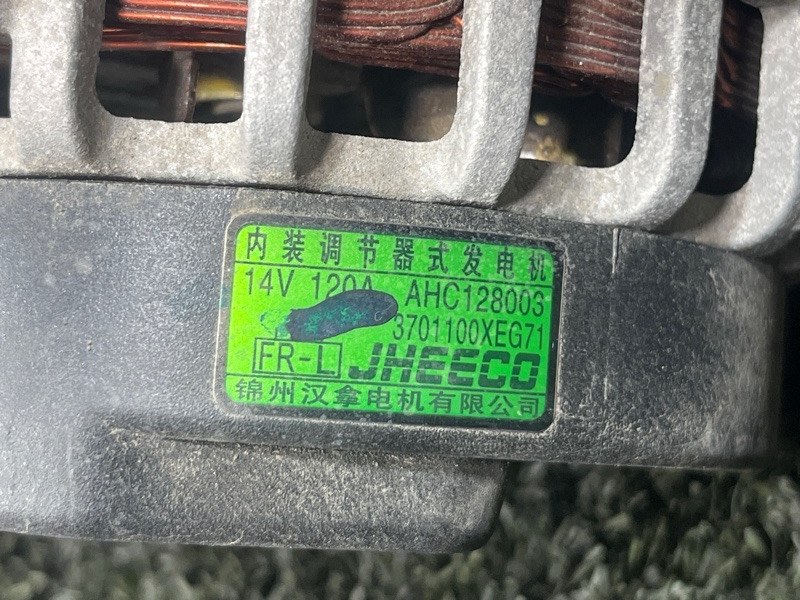 内装调节器式发电机
14V 120A AHC128003
3701100XEG71
FR-L JHEECO
锦州汉拿电机有限公司